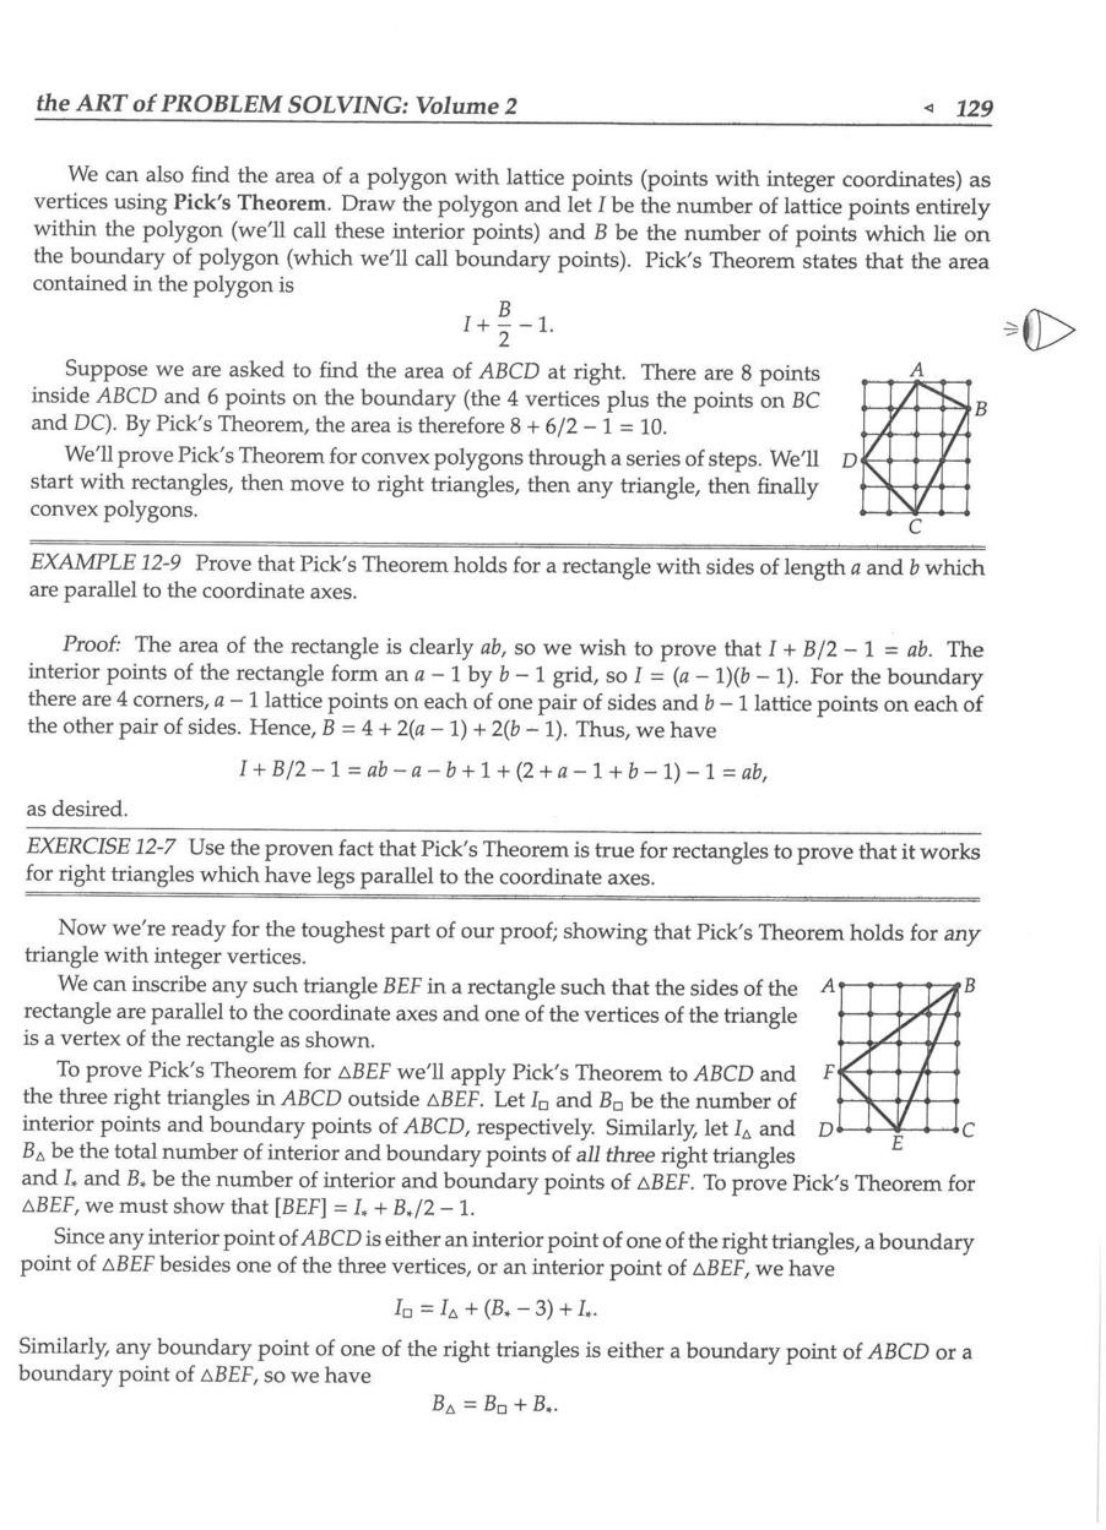 the ART of PROBLEM SOLVING: Volume 2 ◃ 129
We can also find the area of a polygon with lattice points (points with integer coordinates) as
vertices using Pick's Theorem. Draw the polygon and let I be the number of lattice points entirely
within the polygon (we'll call these interior points) and B be the number of points which lie on
the boundary of polygon (which we'll call boundary points). Pick's Theorem states that the area
contained in the polygon is
I + B/2 − 1.
Suppose we are asked to find the area of ABCD at right. There are 8 points
inside ABCD and 6 points on the boundary (the 4 vertices plus the points on BC
and DC). By Pick's Theorem, the area is therefore 8 + 6/2 − 1 = 10.
We'll prove Pick's Theorem for convex polygons through a series of steps. We'll
start with rectangles, then move to right triangles, then any triangle, then finally
convex polygons.
A
B
D
C
EXAMPLE 12-9 Prove that Pick's Theorem holds for a rectangle with sides of length a and b which
are parallel to the coordinate axes.
Proof: The area of the rectangle is clearly ab, so we wish to prove that I + B/2 − 1 = ab. The
interior points of the rectangle form an a − 1 by b − 1 grid, so I = (a − 1)(b − 1). For the boundary
there are 4 corners, a − 1 lattice points on each of one pair of sides and b − 1 lattice points on each of
the other pair of sides. Hence, B = 4 + 2(a − 1) + 2(b − 1). Thus, we have
I + B/2 − 1 = ab − a − b + 1 + (2 + a − 1 + b − 1) − 1 = ab,
as desired.
EXERCISE 12-7 Use the proven fact that Pick's Theorem is true for rectangles to prove that it works
for right triangles which have legs parallel to the coordinate axes.
Now we're ready for the toughest part of our proof; showing that Pick's Theorem holds for any
triangle with integer vertices.
We can inscribe any such triangle BEF in a rectangle such that the sides of the
rectangle are parallel to the coordinate axes and one of the vertices of the triangle
is a vertex of the rectangle as shown.
To prove Pick's Theorem for △BEF we'll apply Pick's Theorem to ABCD and
the three right triangles in ABCD outside △BEF. Let I□ and B□ be the number of
interior points and boundary points of ABCD, respectively. Similarly, let I△ and
B△ be the total number of interior and boundary points of all three right triangles
A
B
F
D
E
C
and I* and B* be the number of interior and boundary points of △BEF. To prove Pick's Theorem for
△BEF, we must show that [BEF] = I* + B*/2 − 1.
Since any interior point of ABCD is either an interior point of one of the right triangles, a boundary
point of △BEF besides one of the three vertices, or an interior point of △BEF, we have
I□ = I△ + (B* − 3) + I*.
Similarly, any boundary point of one of the right triangles is either a boundary point of ABCD or a
boundary point of △BEF, so we have
B△ = B□ + B*.